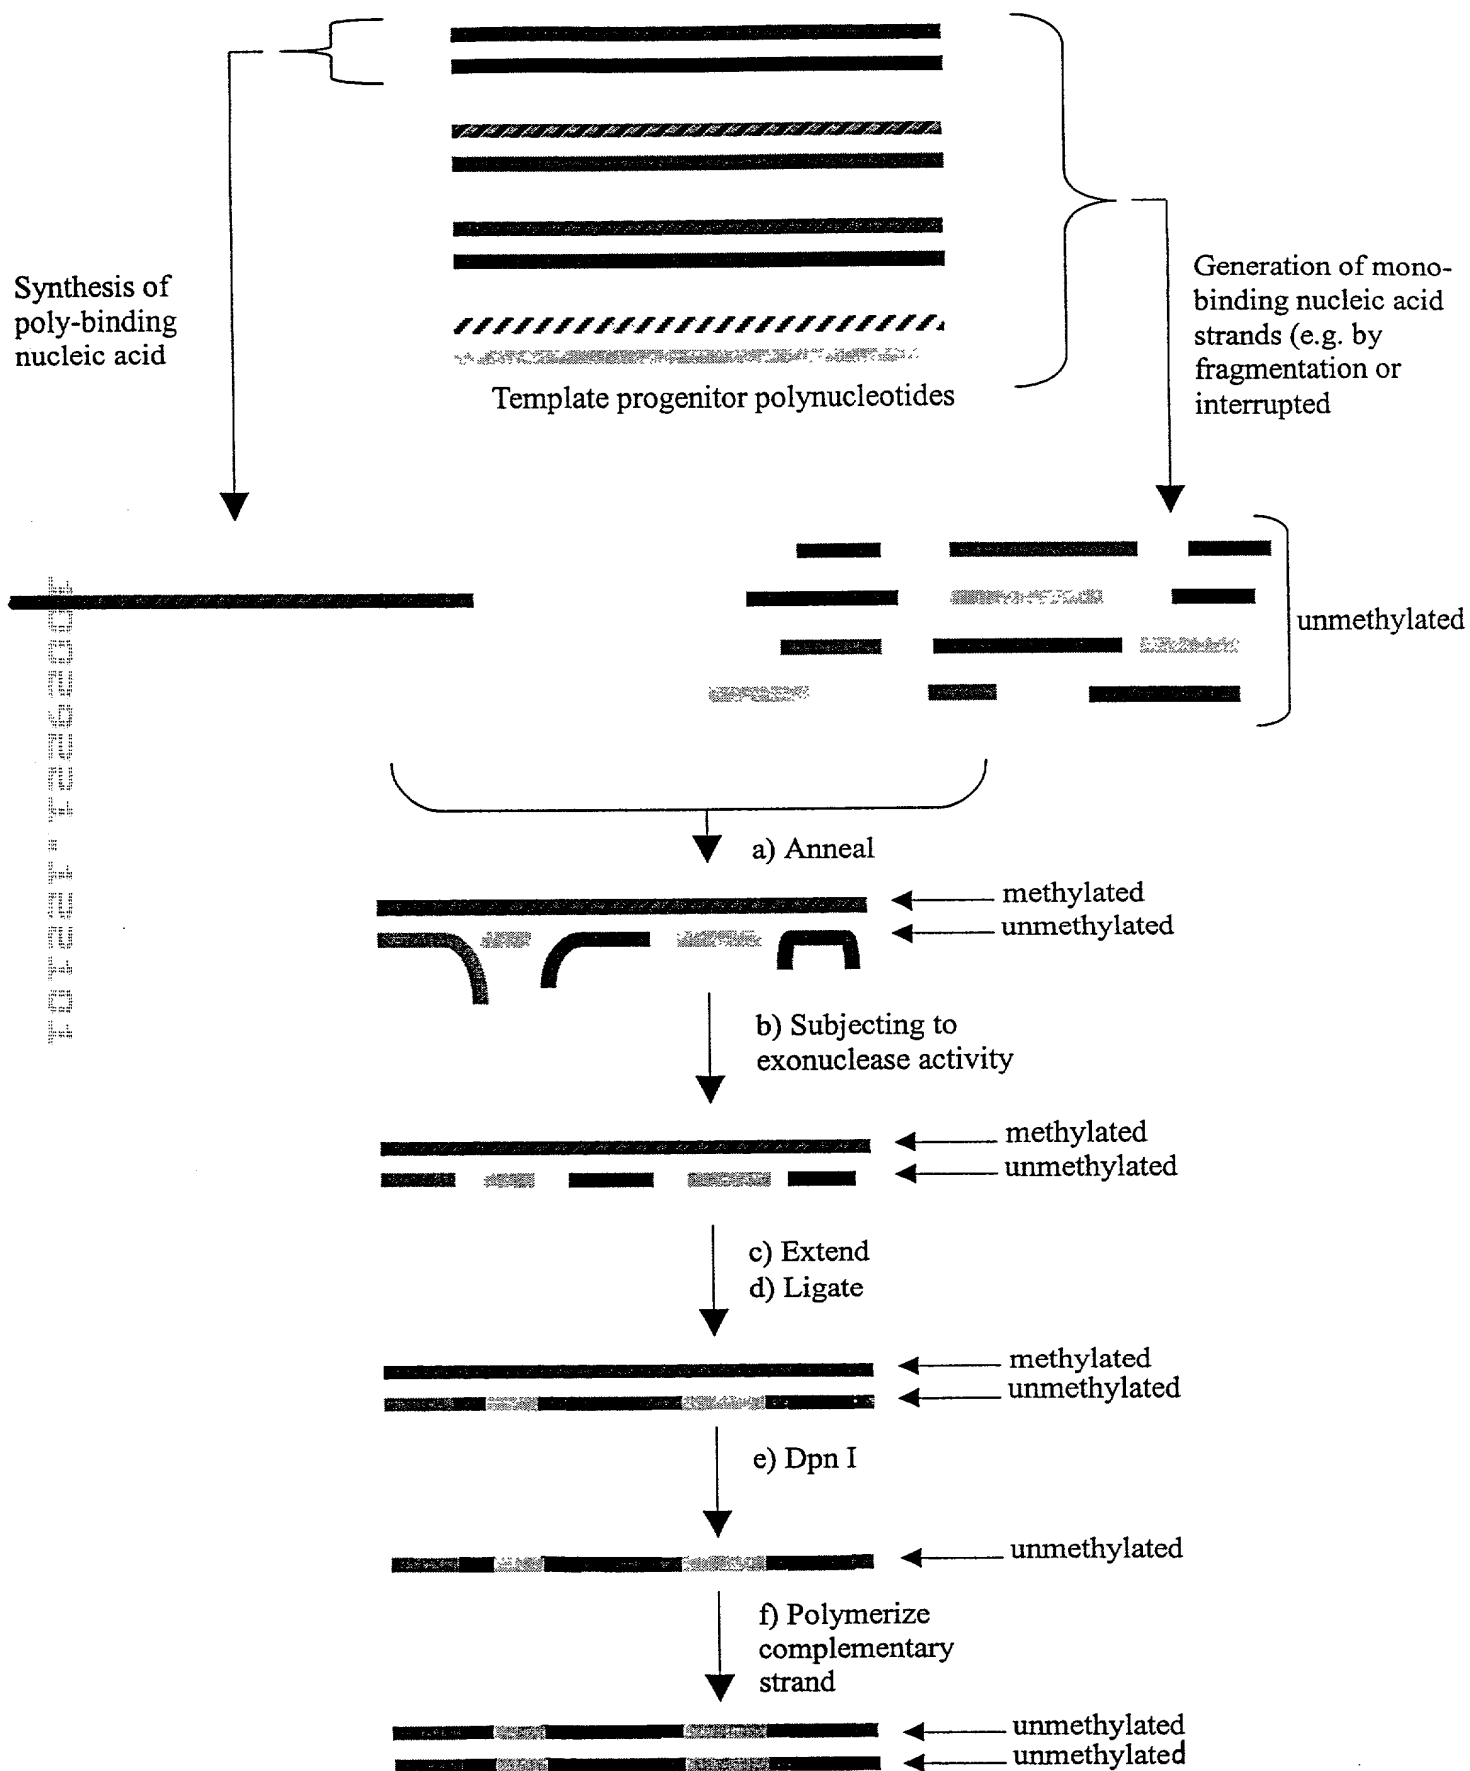 Synthesis of
poly-binding
nucleic acid
Template progenitor polynucleotides
Generation of mono-
binding nucleic acid
strands (e.g. by
fragmentation or
interrupted
unmethylated
a) Anneal
methylated
unmethylated
b) Subjecting to
exonuclease activity
methylated
unmethylated
c) Extend
d) Ligate
methylated
unmethylated
e) Dpn I
unmethylated
f) Polymerize
complementary
strand
unmethylated
unmethylated